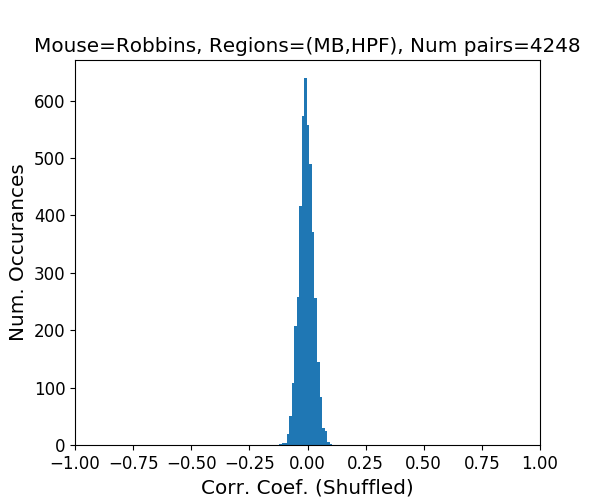 Mouse=Robbins, Regions=(MB,HPF), Num pairs=4248
Num. Occurances
600
500
400
300
200
100
0
−1.00 −0.75 −0.50 −0.25 0.00 0.25 0.50 0.75 1.00
Corr. Coef. (Shuffled)